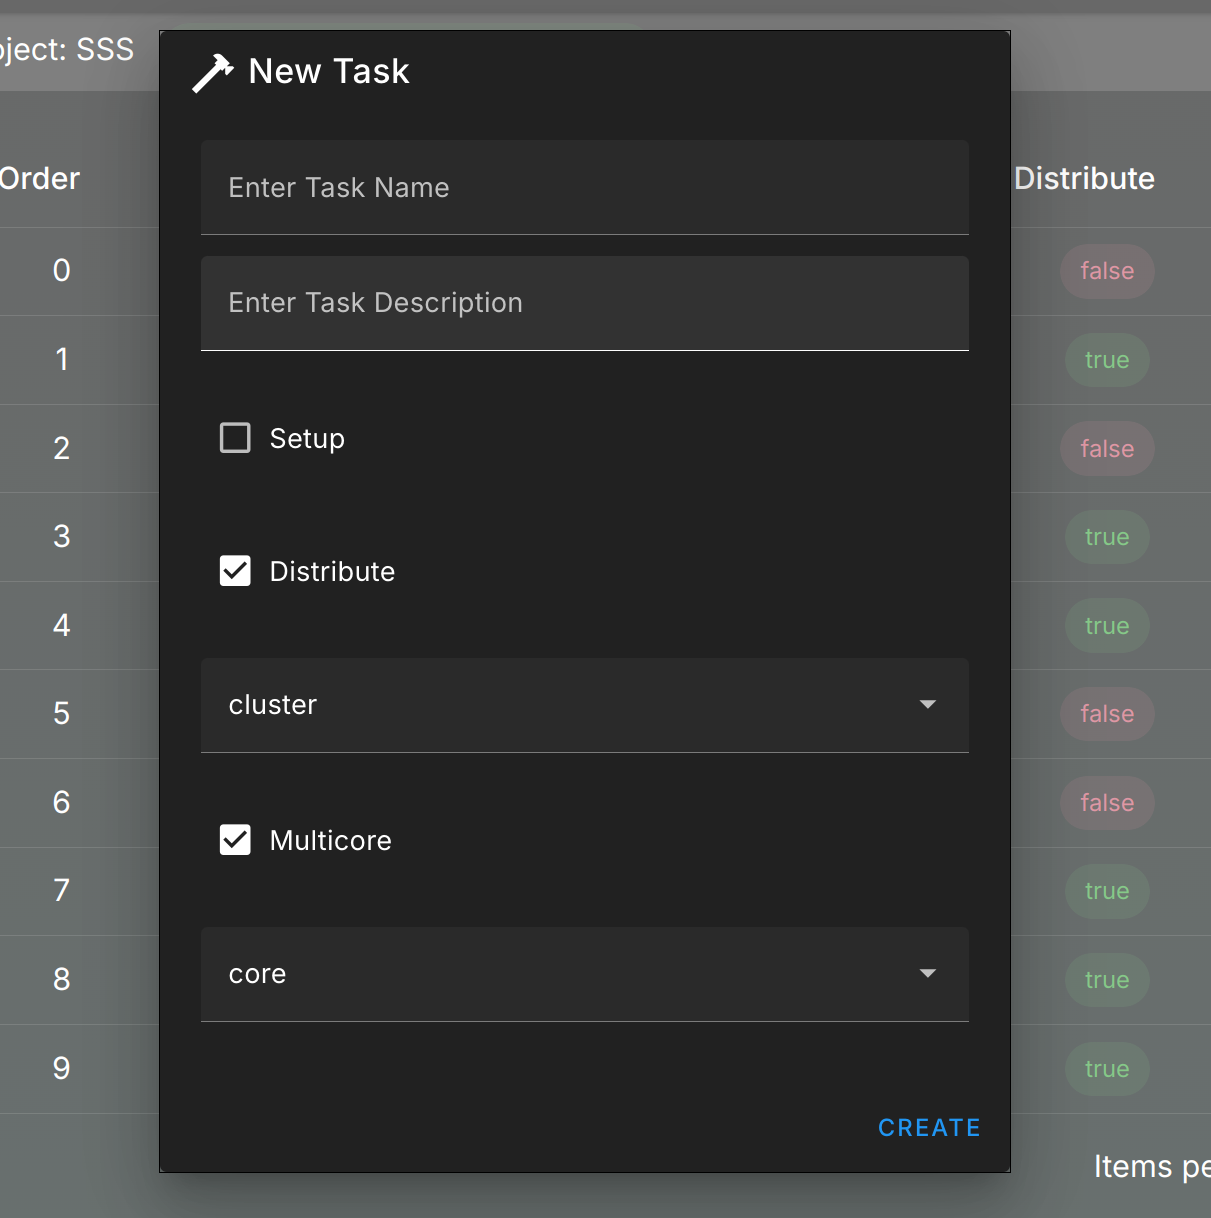 oject: SSS
New Task
Order
Distribute
Enter Task Name
0
false
Enter Task Description
1
true
Setup
2
false
3
true
Distribute
4
true
cluster
5
false
6
false
Multicore
7
true
core
8
true
9
true
CREATE
Items pe